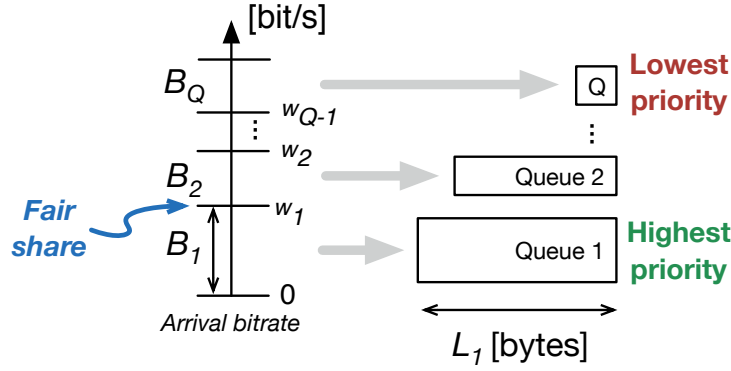 [bit/s]
B_Q
w_{Q-1}
⋮
w_2
B_2
w_1
B_1
0
Arrival bitrate
Fair
share
Q
Lowest
priority
⋮
Queue 2
Queue 1
Highest
priority
L_1 [bytes]